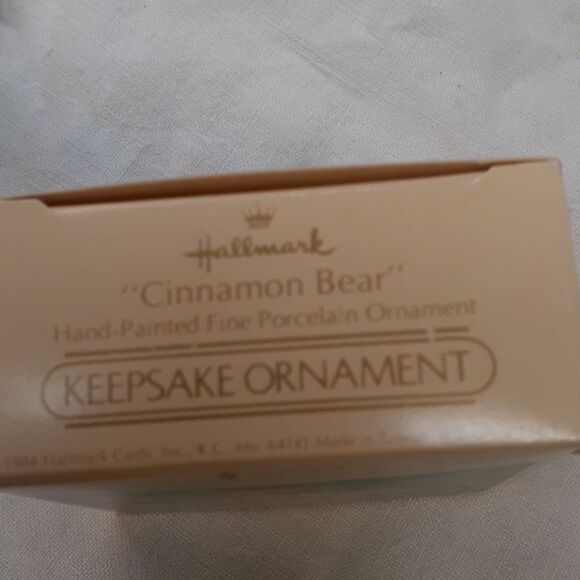 Hallmark
"Cinnamon Bear"
Hand-Painted Fine Porcelain Ornament
KEEPSAKE ORNAMENT
1984 Hallmark Cards, Inc., K.C., Mo. 64141 Made in